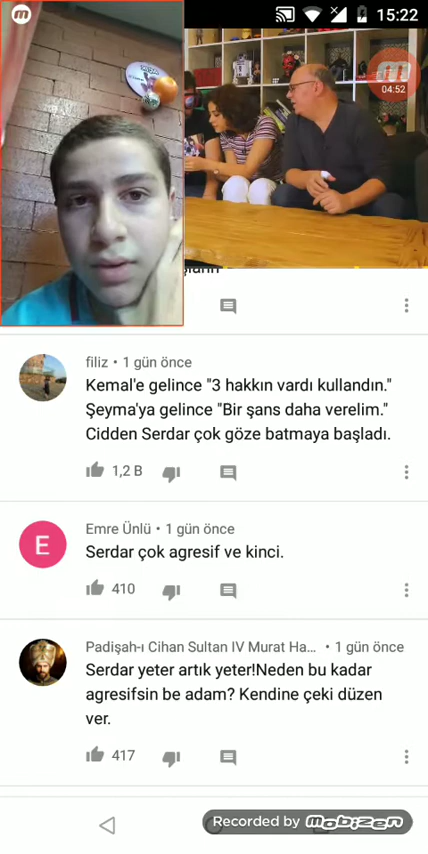 15:22
04:52
filiz • 1 gün önce
Kemal'e gelince "3 hakkın vardı kullandın."
Şeyma'ya gelince "Bir şans daha verelim."
Cidden Serdar çok göze batmaya başladı.
1,2 B
E
Emre Ünlü • 1 gün önce
Serdar çok agresif ve kinci.
410
Padişah-ı Cihan Sultan IV Murat Ha... • 1 gün önce
Serdar yeter artık yeter!Neden bu kadar
agresifsin be adam? Kendine çeki düzen
ver.
417
Recorded by mobizen